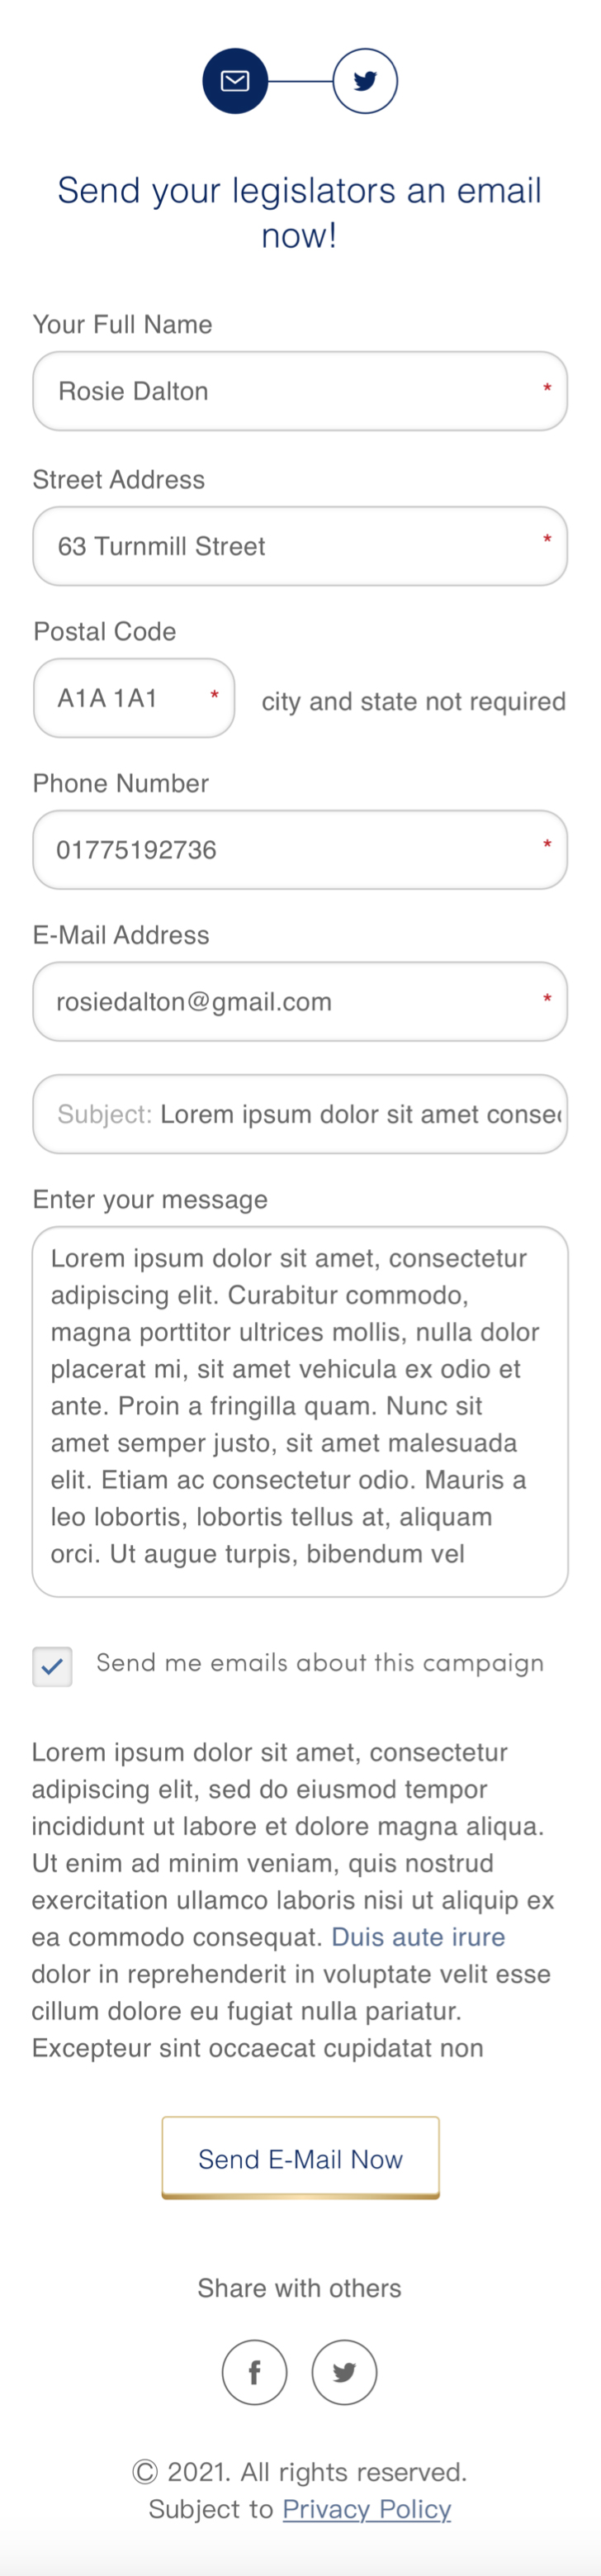 Send your legislators an email
now!
Your Full Name
Rosie Dalton *
Street Address
63 Turnmill Street *
Postal Code
A1A 1A1 * city and state not required
Phone Number
01775192736 *
E-Mail Address
rosiedalton@gmail.com *
Subject: Lorem ipsum dolor sit amet consec
Enter your message
Lorem ipsum dolor sit amet, consectetur
adipiscing elit. Curabitur commodo,
magna porttitor ultrices mollis, nulla dolor
placerat mi, sit amet vehicula ex odio et
ante. Proin a fringilla quam. Nunc sit
amet semper justo, sit amet malesuada
elit. Etiam ac consectetur odio. Mauris a
leo lobortis, lobortis tellus at, aliquam
orci. Ut augue turpis, bibendum vel
Send me emails about this campaign
Lorem ipsum dolor sit amet, consectetur
adipiscing elit, sed do eiusmod tempor
incididunt ut labore et dolore magna aliqua.
Ut enim ad minim veniam, quis nostrud
exercitation ullamco laboris nisi ut aliquip ex
ea commodo consequat. Duis aute irure
dolor in reprehenderit in voluptate velit esse
cillum dolore eu fugiat nulla pariatur.
Excepteur sint occaecat cupidatat non
Send E-Mail Now
Share with others
© 2021. All rights reserved.
Subject to Privacy Policy